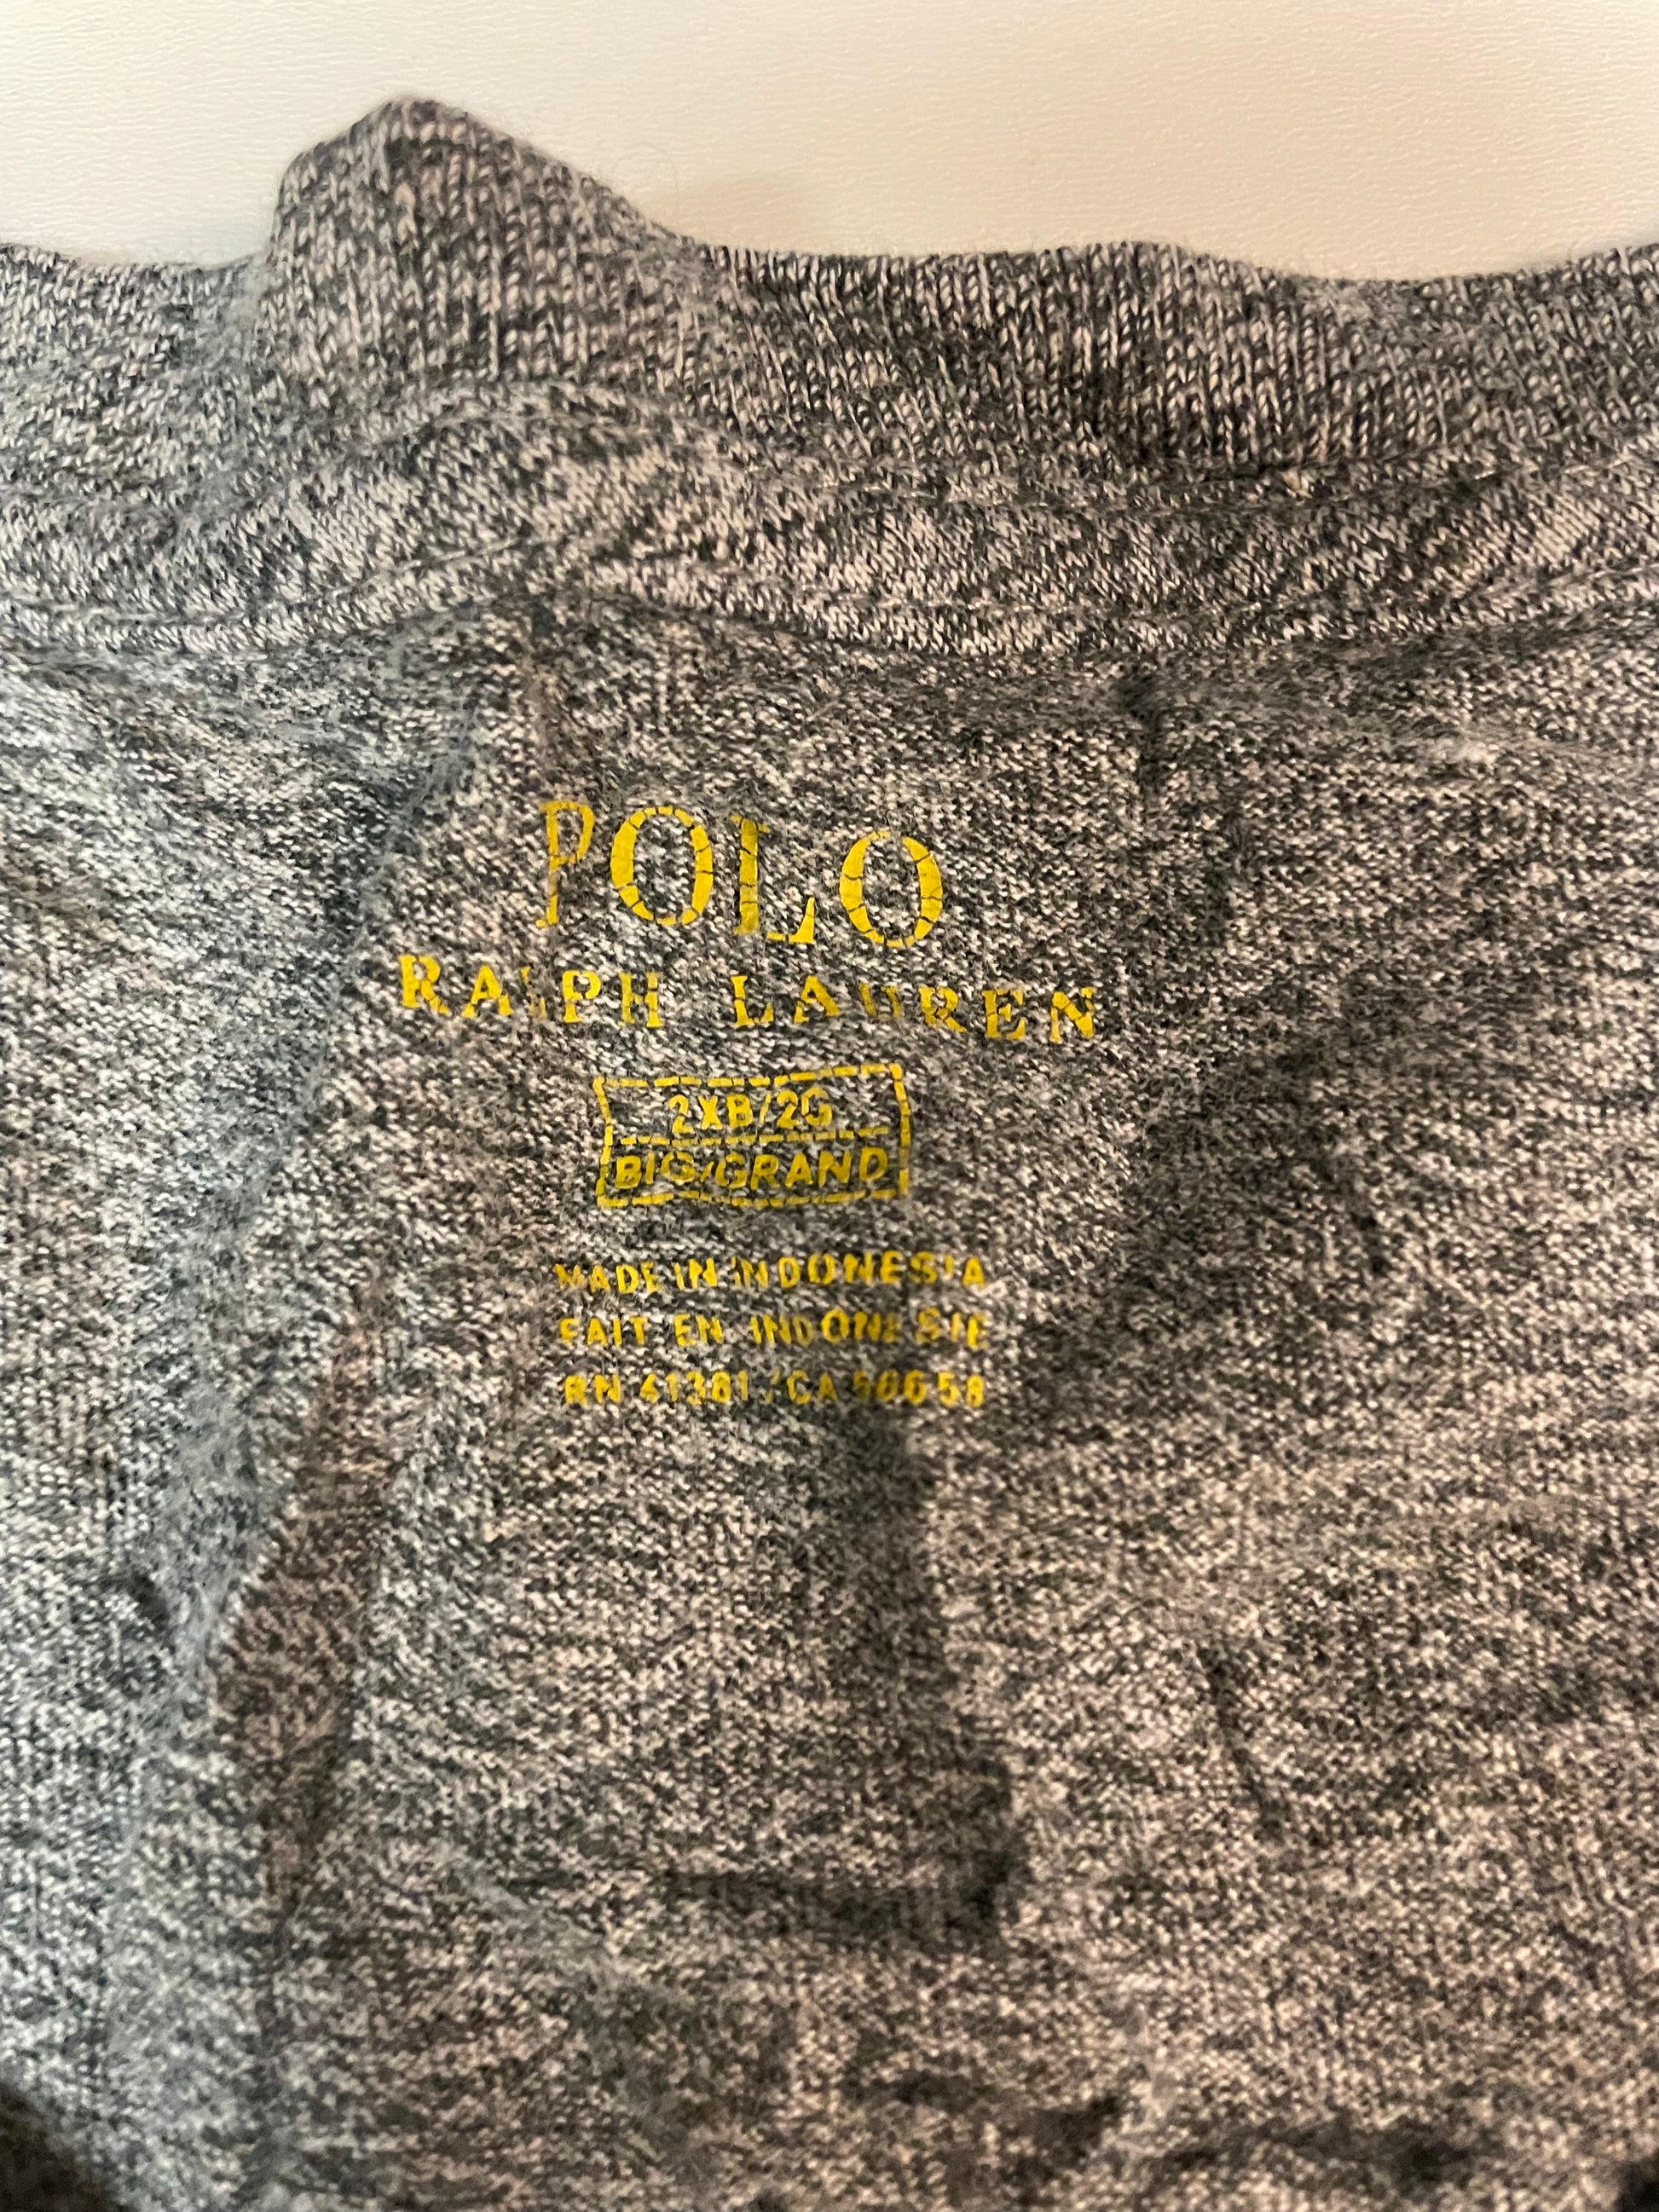 POLO
RALPH LAUREN
2XB/2G
BIG/GRAND
MADE IN INDONESIA
FAIT EN INDONESIE
RN 41381/CA 56658